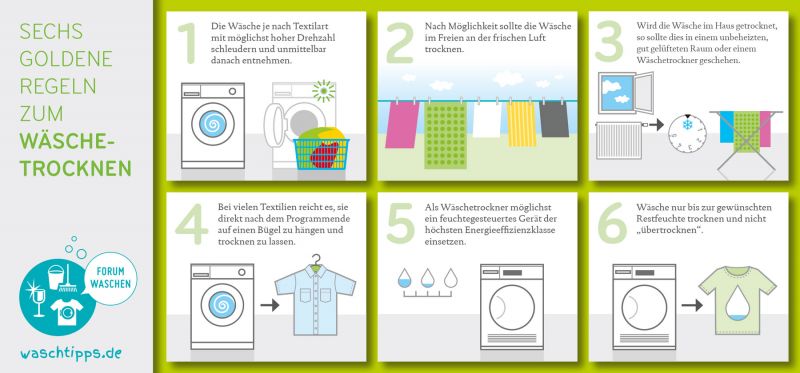 SECHS
GOLDENE
REGELN
ZUM
WÄSCHE-
TROCKNEN
FORUM
WASCHEN
waschtipps.de
1
Die Wäsche je nach Textilart
mit möglichst hoher Drehzahl
schleudern und unmittelbar
danach entnehmen.
2
Nach Möglichkeit sollte die Wäsche
im Freien an der frischen Luft
trocknen.
3
Wird die Wäsche im Haus getrocknet,
so sollte dies in einem unbeheizten,
gut gelüfteten Raum oder einem
Wäschetrockner geschehen.
4
Bei vielen Textilien reicht es, sie
direkt nach dem Programmende
auf einen Bügel zu hängen und
trocknen zu lassen.
5
Als Wäschetrockner möglichst
ein feuchtegesteuertes Gerät der
höchsten Energieeffizienzklasse
einsetzen.
6
Wäsche nur bis zur gewünschten
Restfeuchte trocknen und nicht
„übertrocknen“.